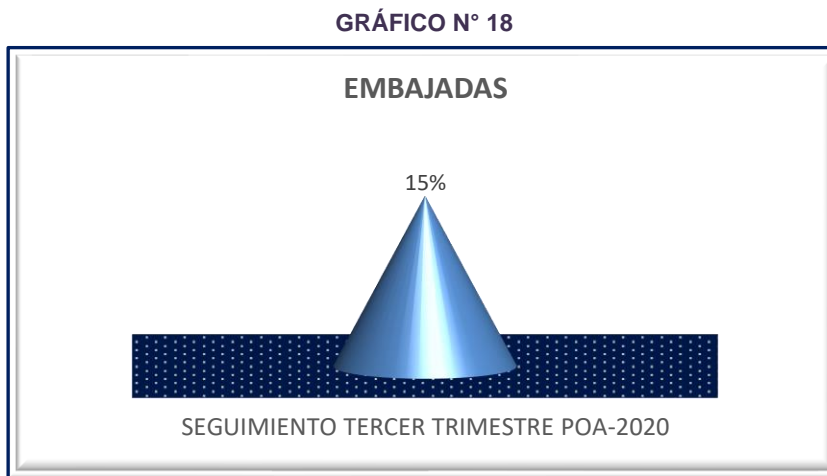 GRÁFICO N° 18
EMBAJADAS
15%
SEGUIMIENTO TERCER TRIMESTRE POA-2020